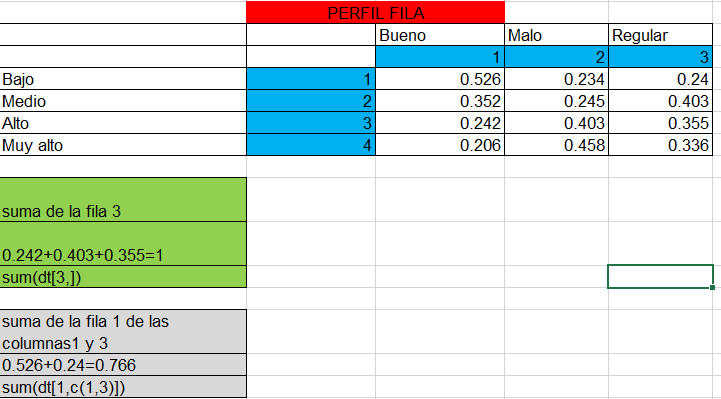 PERFIL FILA
Bueno Malo Regular
1 2 3
Bajo 1 0.526 0.234 0.24
Medio 2 0.352 0.245 0.403
Alto 3 0.242 0.403 0.355
Muy alto 4 0.206 0.458 0.336
suma de la fila 3
0.242+0.403+0.355=1
sum(dt[3,])
suma de la fila 1 de las
columnas1 y 3
0.526+0.24=0.766
sum(dt[1,c(1,3)])